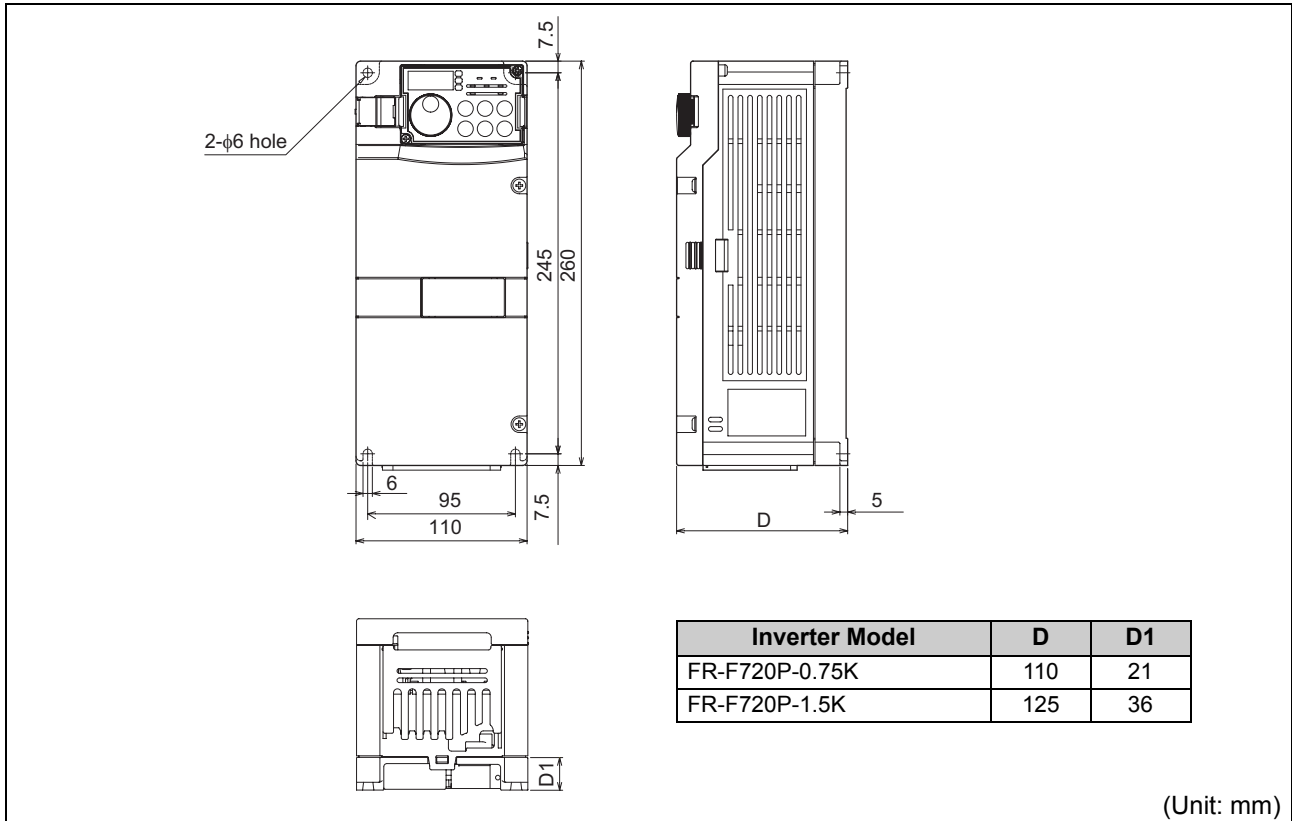 7.5
2-ϕ6 hole
245
260
6
95
110
7.5
D
5
D1
Inverter Model D D1
FR-F720P-0.75K 110 21
FR-F720P-1.5K 125 36
(Unit: mm)